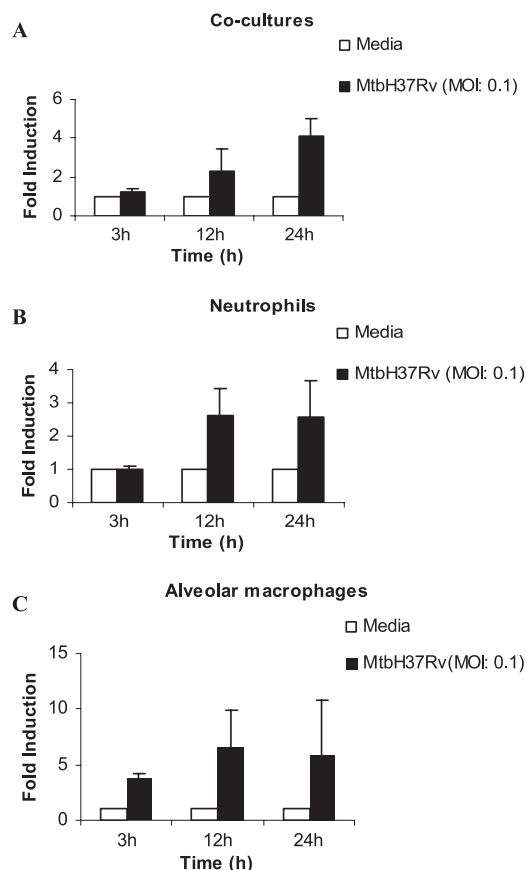 A
Co-cultures
Media
MtbH37Rv (MOI: 0.1)
6
4
2
0
Fold Induction
3h 12h 24h
Time (h)
B
Neutrophils
Media
MtbH37Rv (MOI: 0.1)
4
3
2
1
0
Fold Induction
3h 12h 24h
Time (h)
C
Alveolar macrophages
Media
MtbH37Rv(MOI: 0.1)
15
10
5
0
Fold Induction
3h 12h 24h
Time (h)